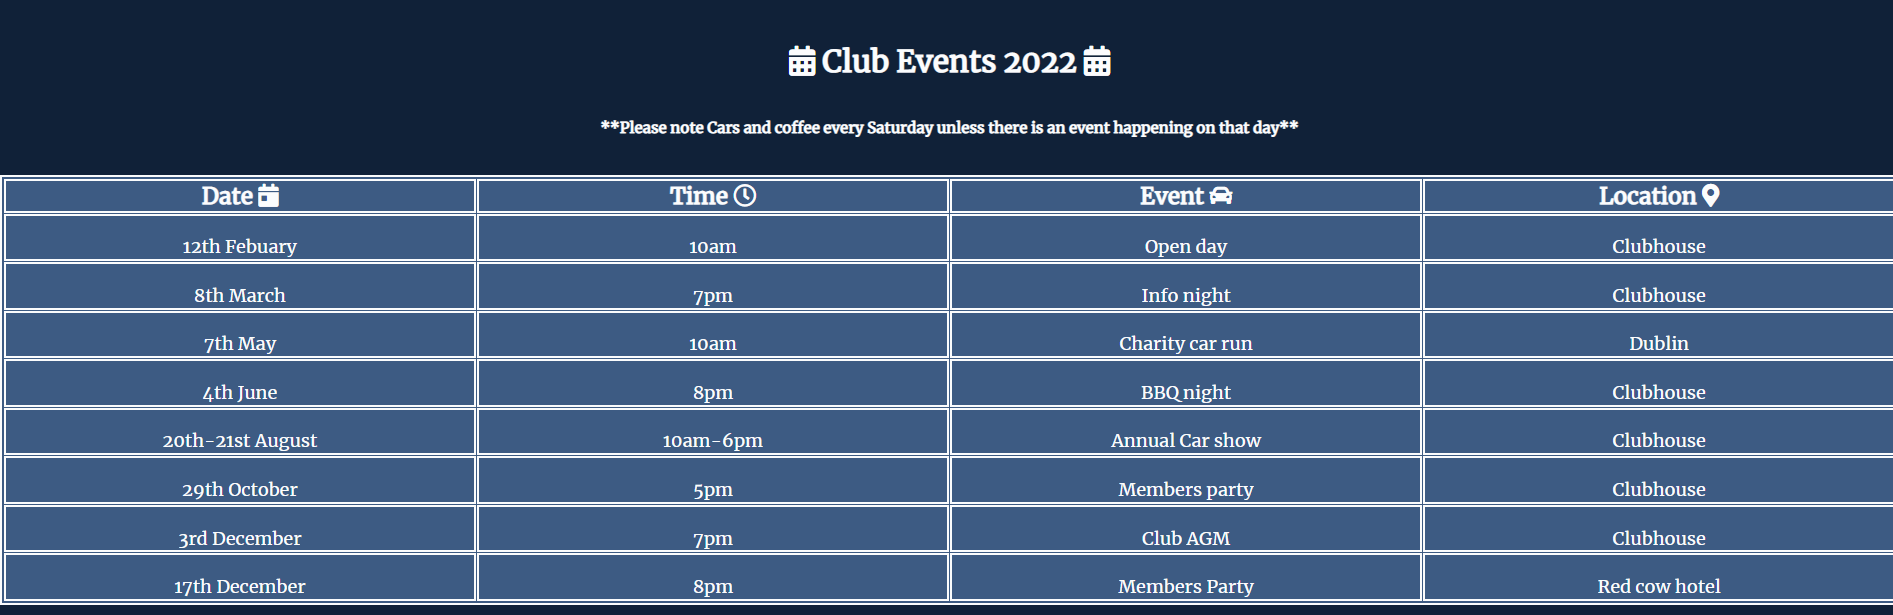 Club Events 2022
**Please note Cars and coffee every Saturday unless there is an event happening on that day**
Date Time Event Location
12th Febuary 10am Open day Clubhouse
8th March 7pm Info night Clubhouse
7th May 10am Charity car run Dublin
4th June 8pm BBQ night Clubhouse
20th-21st August 10am-6pm Annual Car show Clubhouse
29th October 5pm Members party Clubhouse
3rd December 7pm Club AGM Clubhouse
17th December 8pm Members Party Red cow hotel